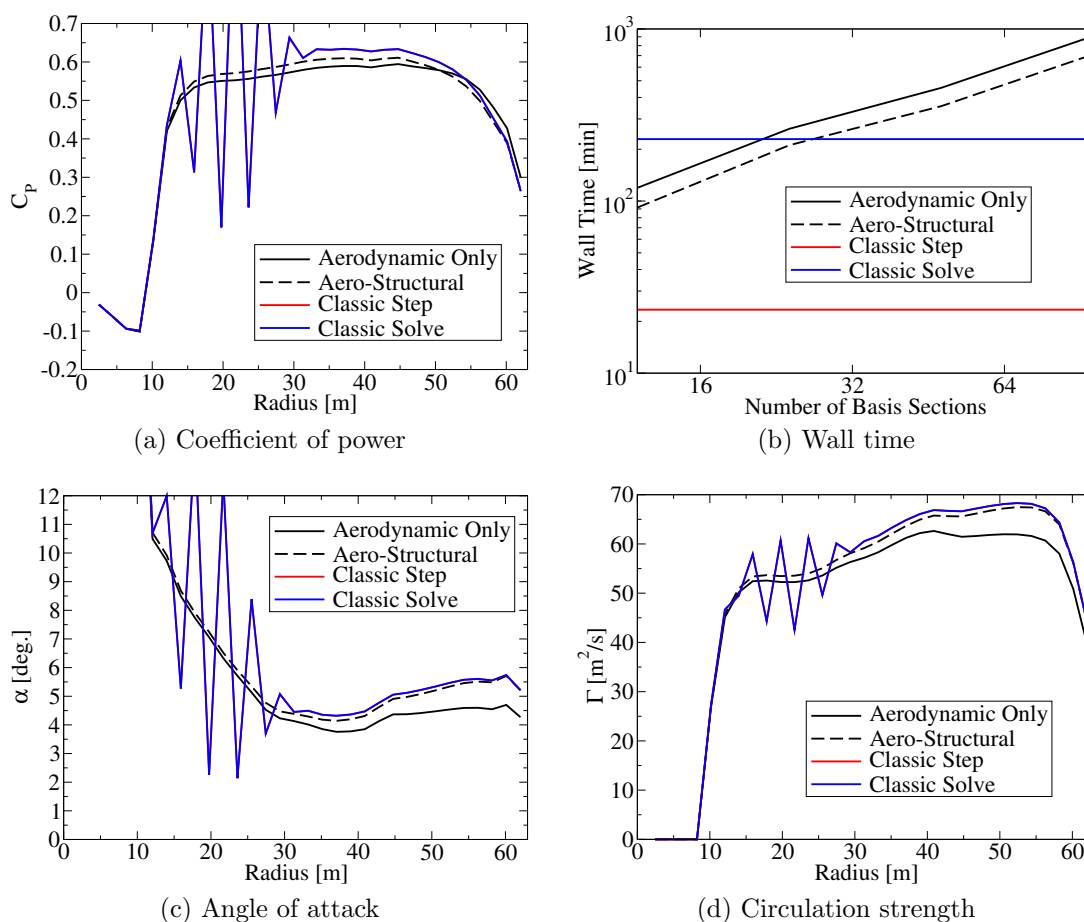 0.7
0.6
0.5
0.4
0.3
0.2
0.1
0
-0.1
-0.2
C_P
Aerodynamic Only
Aero-Structural
Classic Step
Classic Solve
0 10 20 30 40 50 60
Radius [m]
(a) Coefficient of power
10^3
10^2
10^1
Wall Time [min]
Aerodynamic Only
Aero-Structural
Classic Step
Classic Solve
16 32 64
Number of Basis Sections
(b) Wall time
12
11
10
9
8
7
6
5
4
3
2
1
0
α [deg.]
Aerodynamic Only
Aero-Structural
Classic Step
Classic Solve
0 10 20 30 40 50 60
Radius [m]
(c) Angle of attack
70
60
50
40
30
20
10
0
Γ [m^2/s]
Aerodynamic Only
Aero-Structural
Classic Step
Classic Solve
0 10 20 30 40 50 60
Radius [m]
(d) Circulation strength